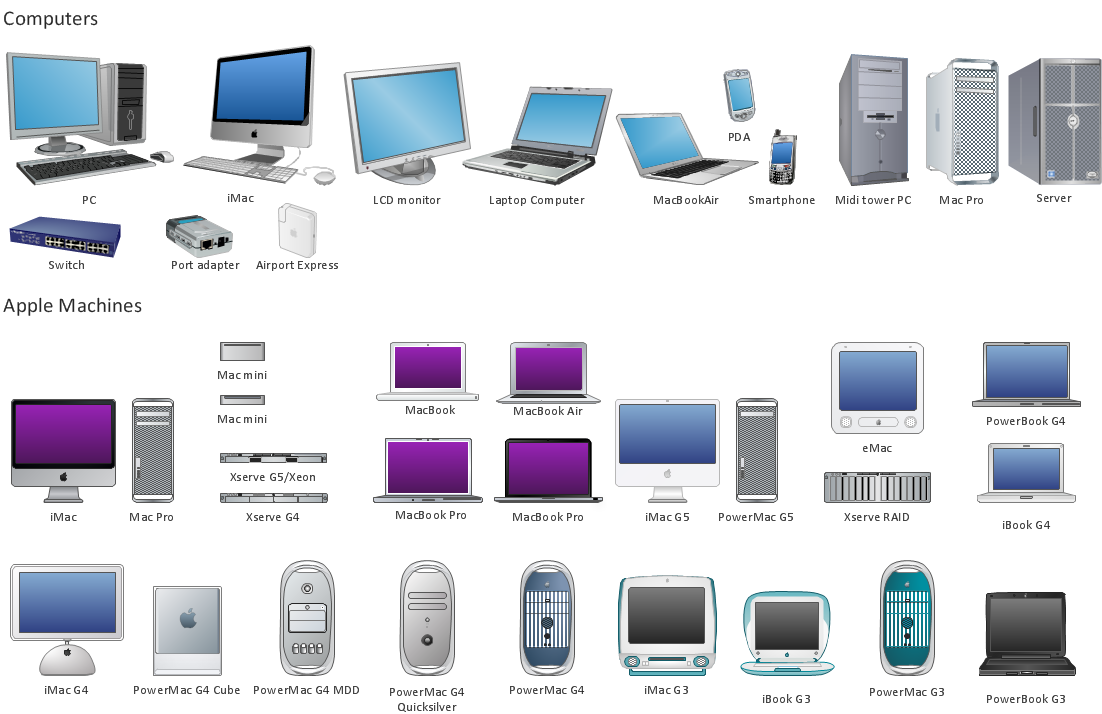 Computers
PC
iMac
LCD monitor
Laptop Computer
MacBookAir
PDA
Smartphone
Midi tower PC
Mac Pro
Server
Switch
Port adapter
Airport Express
Apple Machines
iMac
Mac Pro
Mac mini
Mac mini
Xserve G5/Xeon
Xserve G4
MacBook
MacBook Air
MacBook Pro
MacBook Pro
iMac G5
PowerMac G5
eMac
Xserve RAID
PowerBook G4
iBook G4
iMac G4
PowerMac G4 Cube
PowerMac G4 MDD
PowerMac G4
Quicksilver
PowerMac G4
iMac G3
iBook G3
PowerMac G3
PowerBook G3